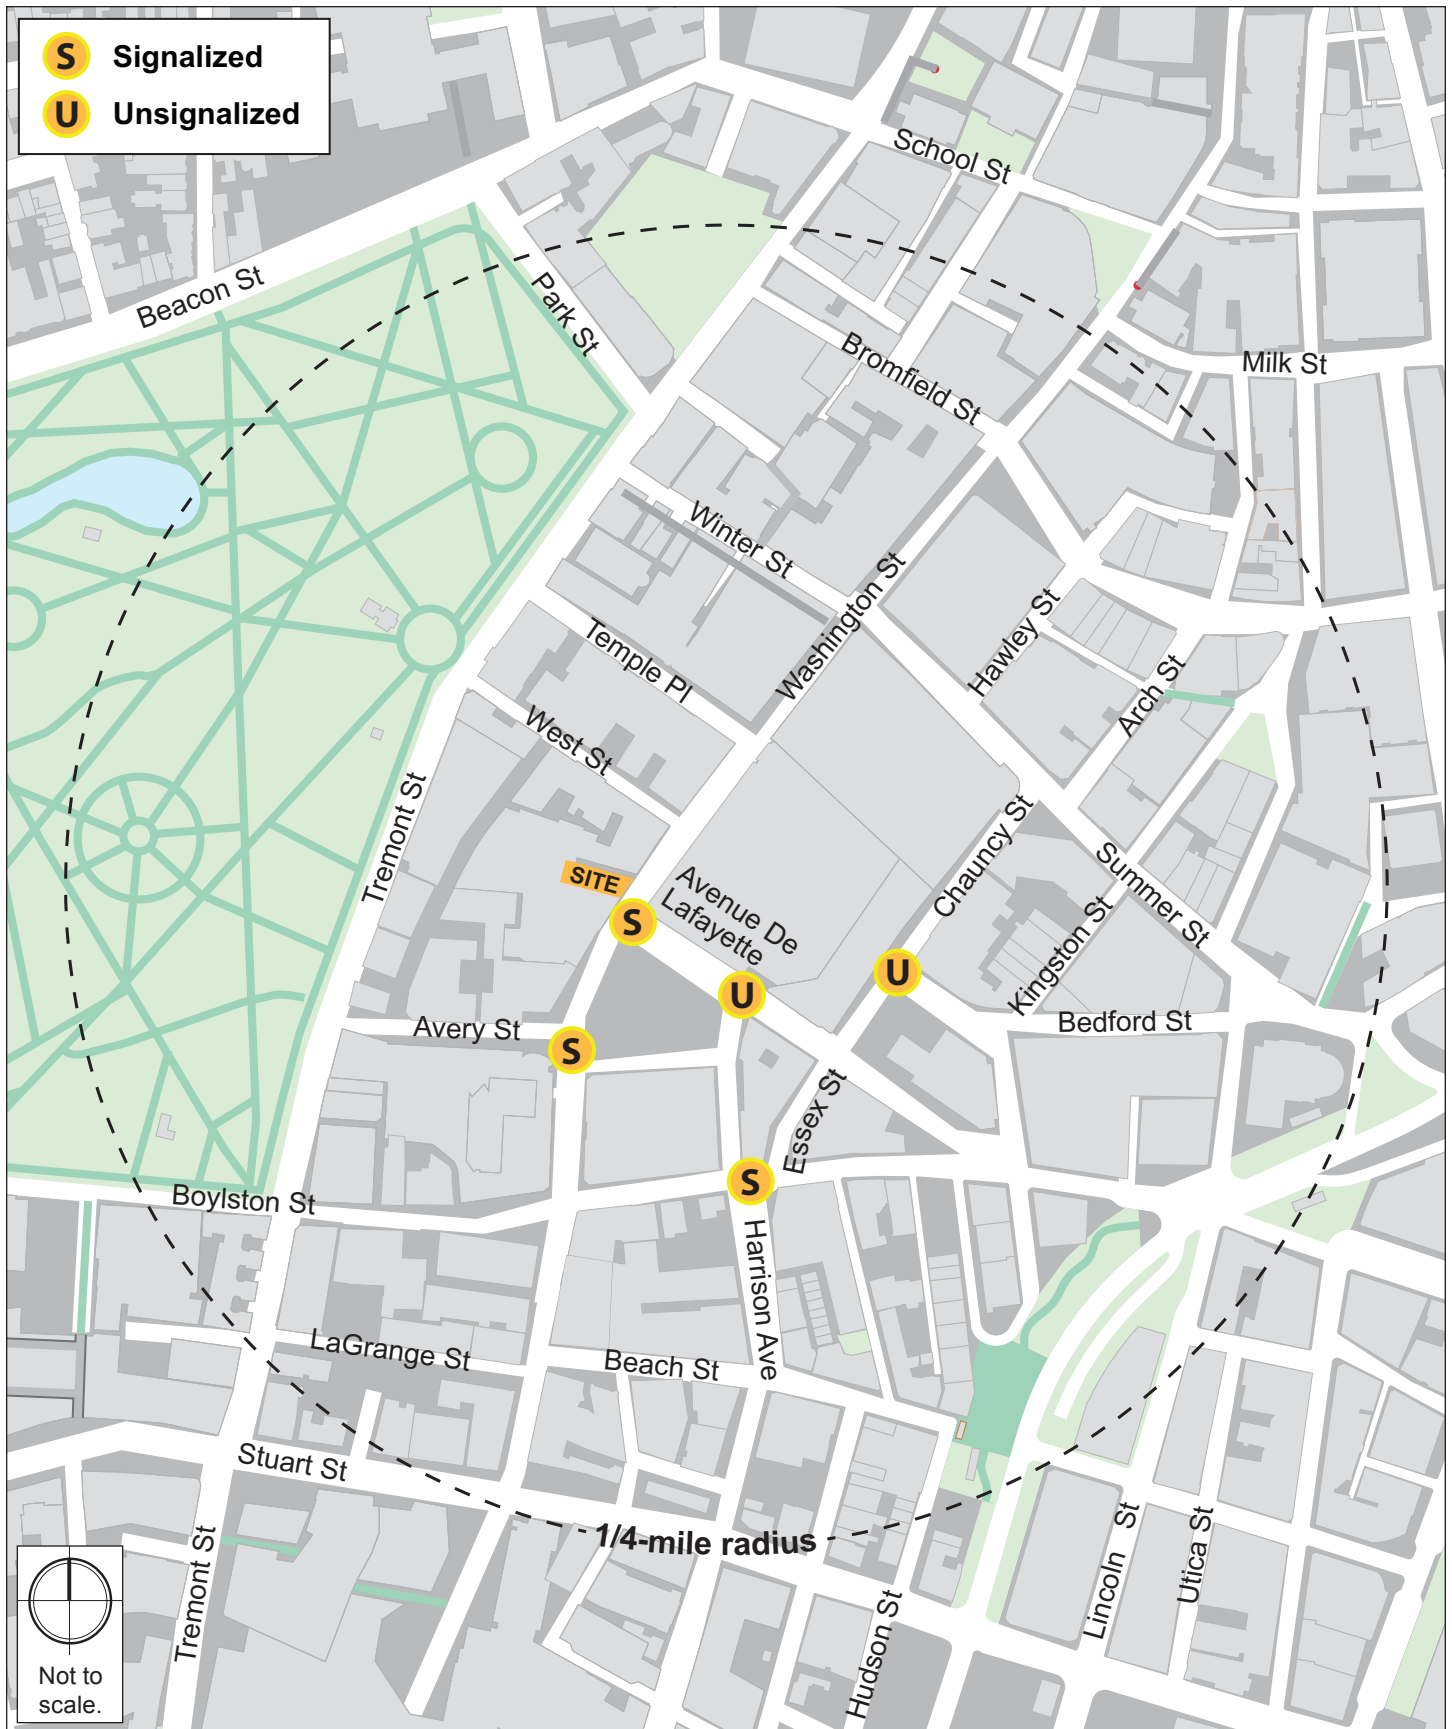 S Signalized
U Unsignalized
School St
Beacon St
Park St
Bromfield St
Milk St
Winter St
Washington St
Hawley St
Temple Pl
Arch St
West St
Tremont St
Chauncy St
Summer St
SITE
Avenue De
Lafayette
S
U
U
Kingston St
Avery St
S
Bedford St
Essex St
S
Boylston St
Harrison Ave
LaGrange St
Beach St
Stuart St
1/4-mile radius
Tremont St
Hudson St
Lincoln St
Utica St
Not to
scale.